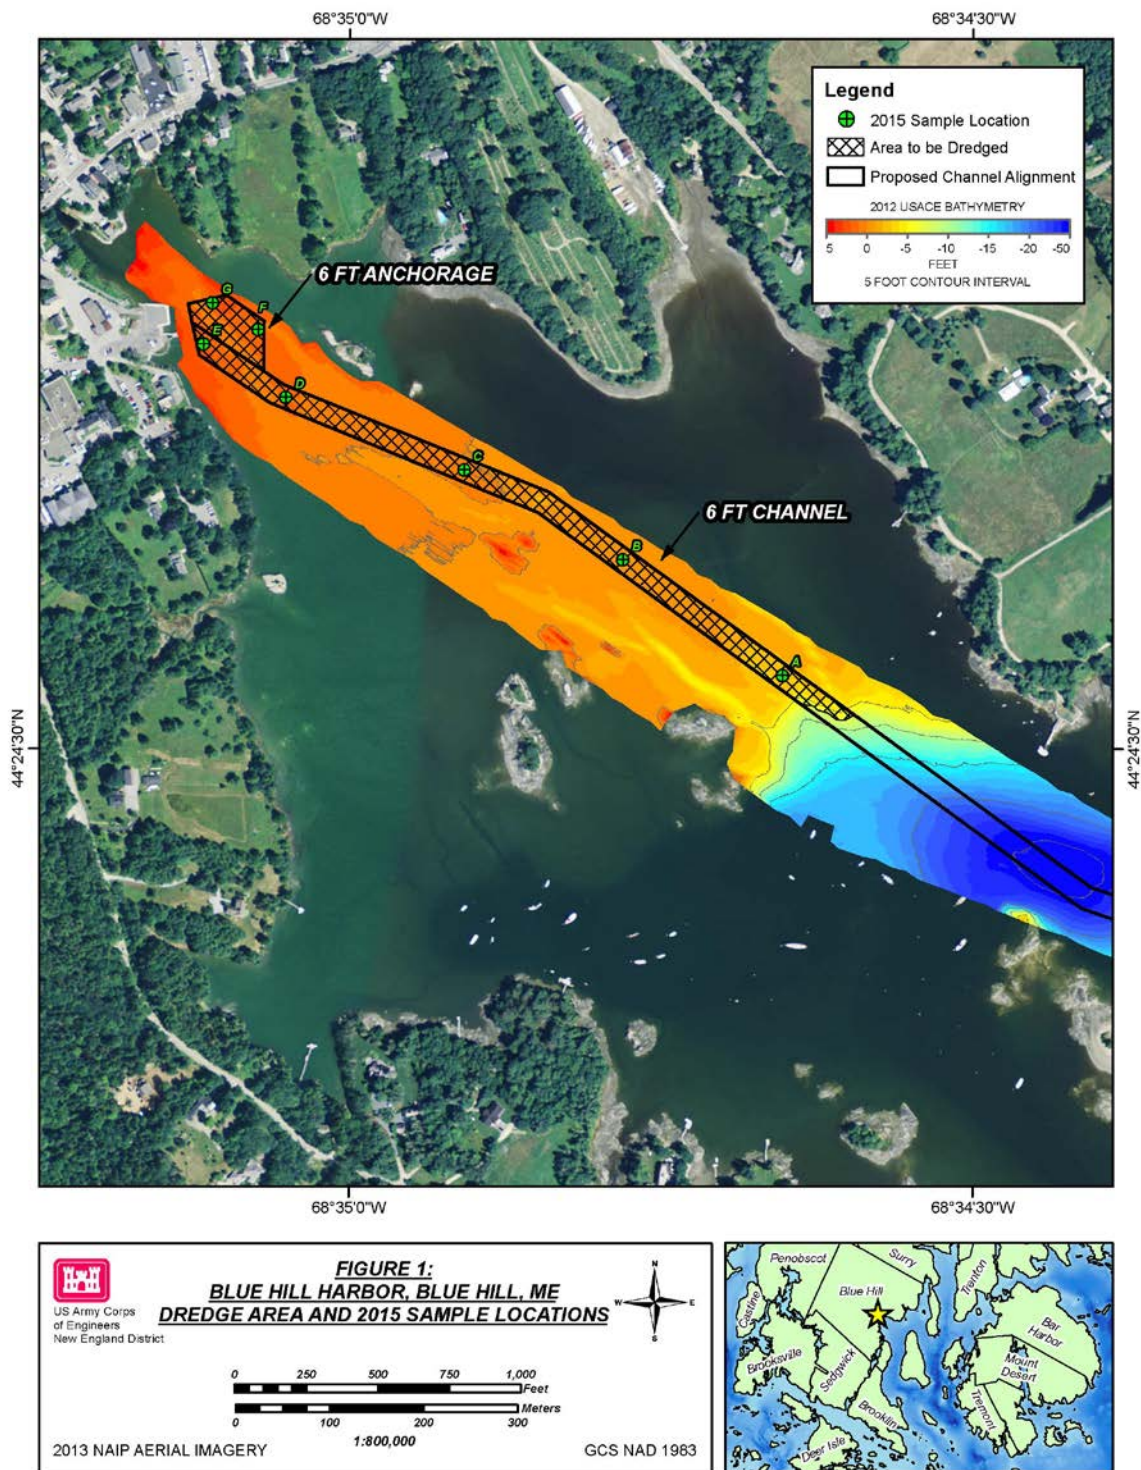 68°35'0"W
68°34'30"W
Legend
2015 Sample Location
Area to be Dredged
Proposed Channel Alignment
2012 USACE BATHYMETRY
5 0 -5 -10 -15 -20 -50
FEET
5 FOOT CONTOUR INTERVAL
6 FT ANCHORAGE
G
F
E
D
C
6 FT CHANNEL
B
A
44°24'30"N
44°24'30"N
68°35'0"W
68°34'30"W
US Army Corps
of Engineers
New England District
FIGURE 1:
BLUE HILL HARBOR, BLUE HILL, ME
DREDGE AREA AND 2015 SAMPLE LOCATIONS
N
W E
S
0 250 500 750 1,000
Feet
Meters
0 100 200 300
1:800,000
2013 NAIP AERIAL IMAGERY
GCS NAD 1983
Penobscot
Surry
Trenton
Blue Hill
Castine
Bar
Harbor
Brooksville
Sedgwick
Mount
Desert
Tremont
Brooklin
Deer Isle